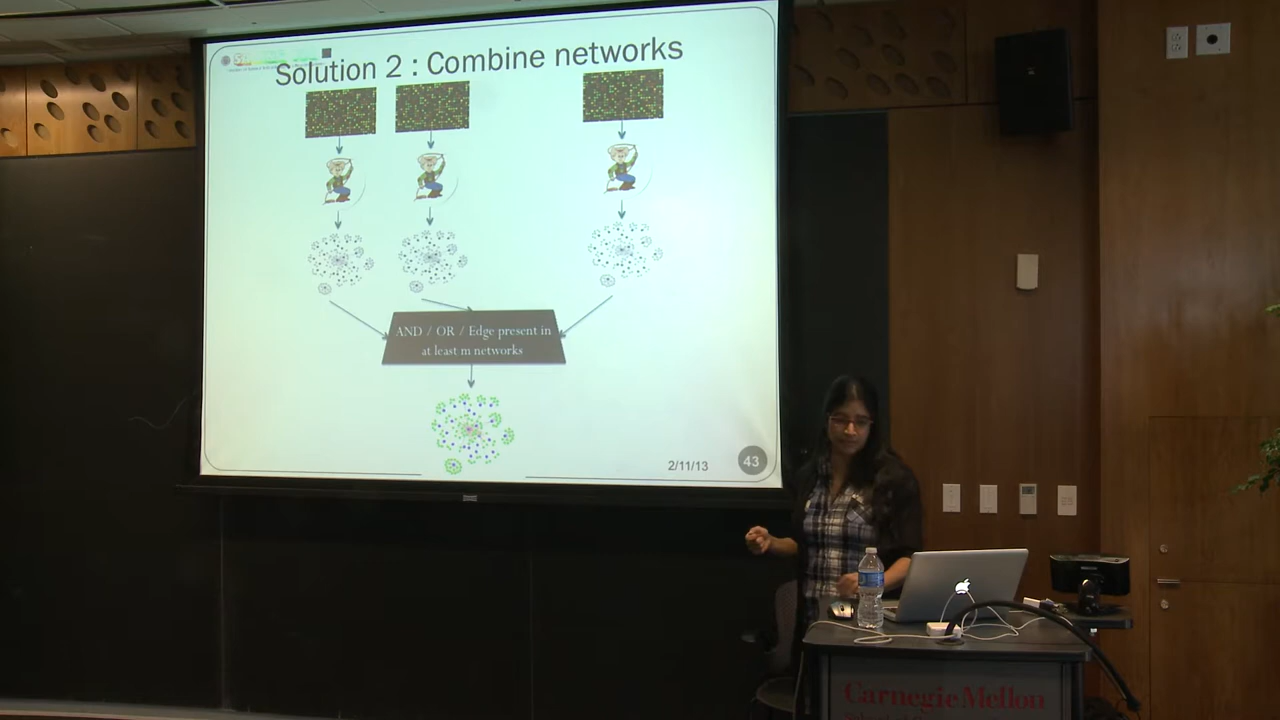 Solution 2 : Combine networks
AND / OR / Edge present in
at least m networks
2/11/13
43
Carnegie Mellon